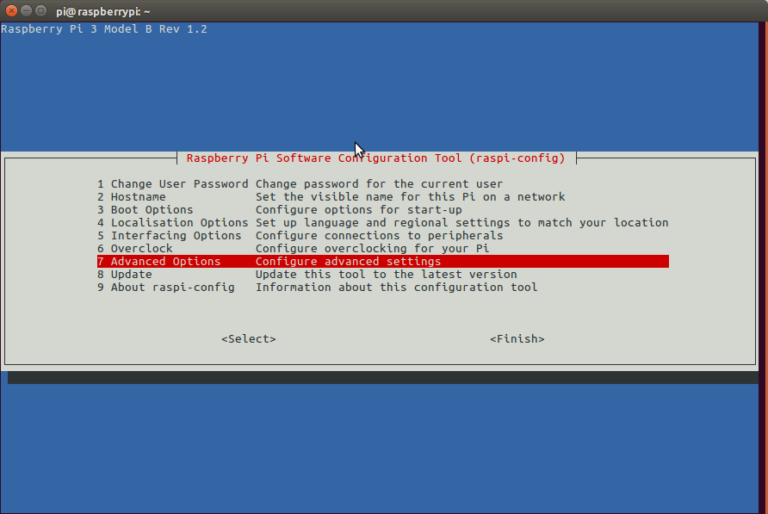 pi@raspberrypi: ~
Raspberry Pi 3 Model B Rev 1.2
Raspberry Pi Software Configuration Tool (raspi-config)
1 Change User Password Change password for the current user
2 Hostname Set the visible name for this Pi on a network
3 Boot Options Configure options for start-up
4 Localisation Options Set up language and regional settings to match your location
5 Interfacing Options Configure connections to peripherals
6 Overclock Configure overclocking for your Pi
7 Advanced Options Configure advanced settings
8 Update Update this tool to the latest version
9 About raspi-config Information about this configuration tool
<Select> <Finish>